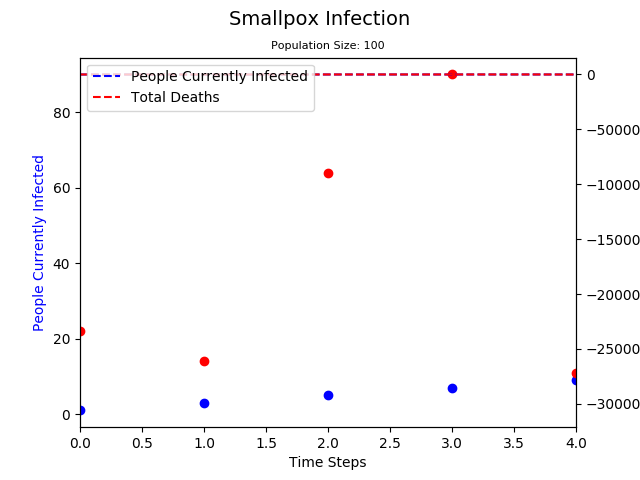 Smallpox Infection
Population Size: 100
People Currently Infected
Total Deaths
People Currently Infected
80
60
40
20
0
0
−50000
−10000
−15000
−20000
−25000
−30000
0.0 0.5 1.0 1.5 2.0 2.5 3.0 3.5 4.0
Time Steps